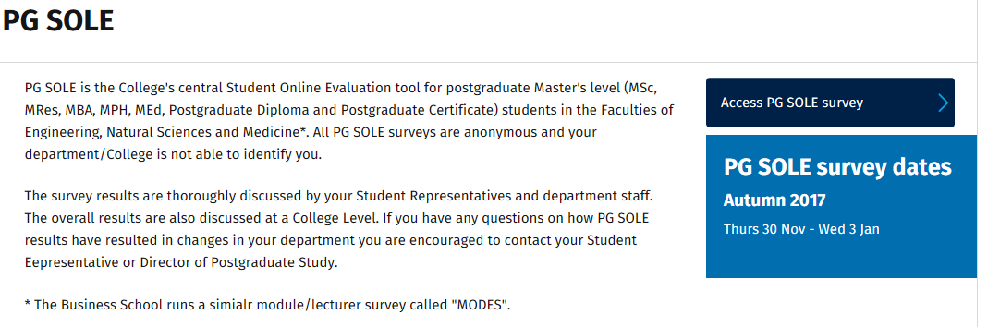 PG SOLE
PG SOLE is the College's central Student Online Evaluation tool for postgraduate Master's level (MSc,
MRes, MBA, MPH, MEd, Postgraduate Diploma and Postgraduate Certificate) students in the Faculties of
Engineering, Natural Sciences and Medicine*. All PG SOLE surveys are anonymous and your
department/College is not able to identify you.
The survey results are thoroughly discussed by your Student Representatives and department staff.
The overall results are also discussed at a College Level. If you have any questions on how PG SOLE
results have resulted in changes in your department you are encouraged to contact your Student
Eepresentative or Director of Postgraduate Study.
* The Business School runs a simialr module/lecturer survey called "MODES".
Access PG SOLE survey
PG SOLE survey dates
Autumn 2017
Thurs 30 Nov - Wed 3 Jan